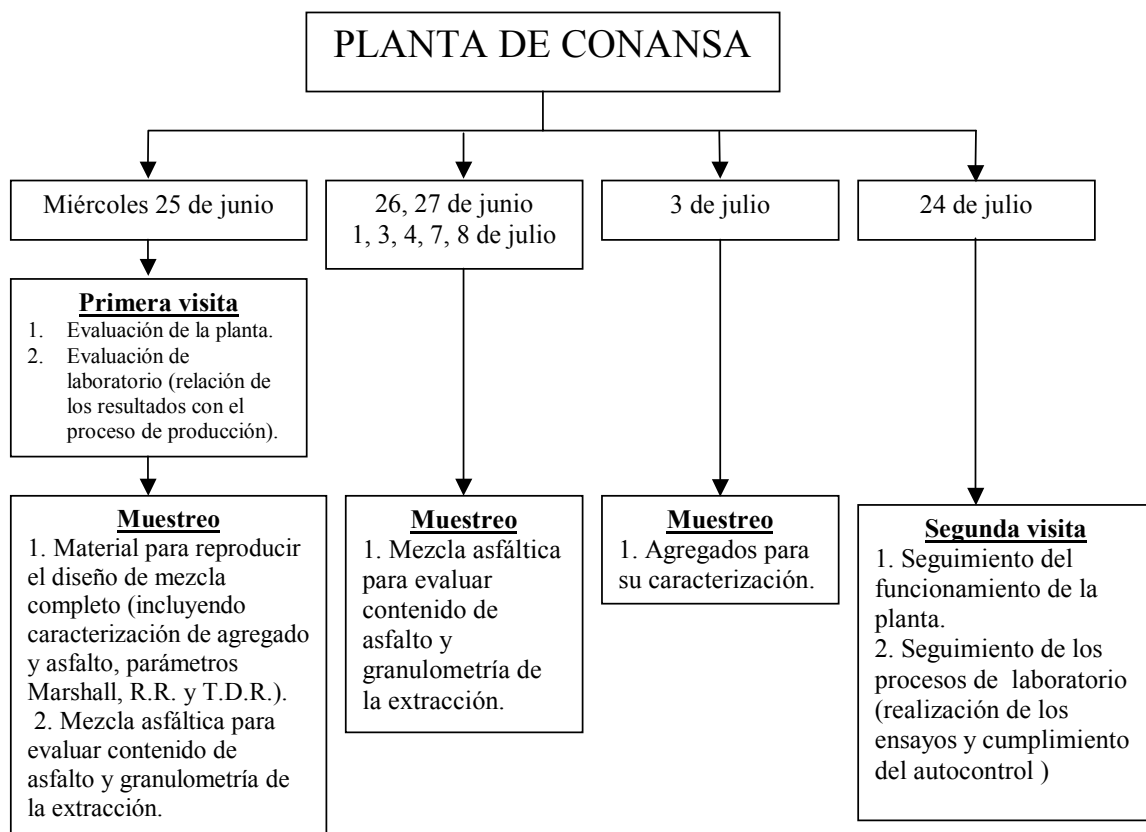 PLANTA DE CONANSA
Miércoles 25 de junio
26, 27 de junio
1, 3, 4, 7, 8 de julio
3 de julio
24 de julio
Primera visita
1. Evaluación de la planta.
2. Evaluación de
laboratorio (relación de
los resultados con el
proceso de producción).
Muestreo
1. Material para reproducir
el diseño de mezcla
completo (incluyendo
caracterización de agregado
y asfalto, parámetros
Marshall, R.R. y T.D.R.).
2. Mezcla asfáltica para
evaluar contenido de
asfalto y granulometría de
la extracción.
Muestreo
1. Mezcla asfáltica
para evaluar
contenido de
asfalto y
granulometría de
la extracción.
Muestreo
1. Agregados para
su caracterización.
Segunda visita
1. Seguimiento del
funcionamiento de la
planta.
2. Seguimiento de los
procesos de laboratorio
(realización de los
ensayos y cumplimiento
del autocontrol )